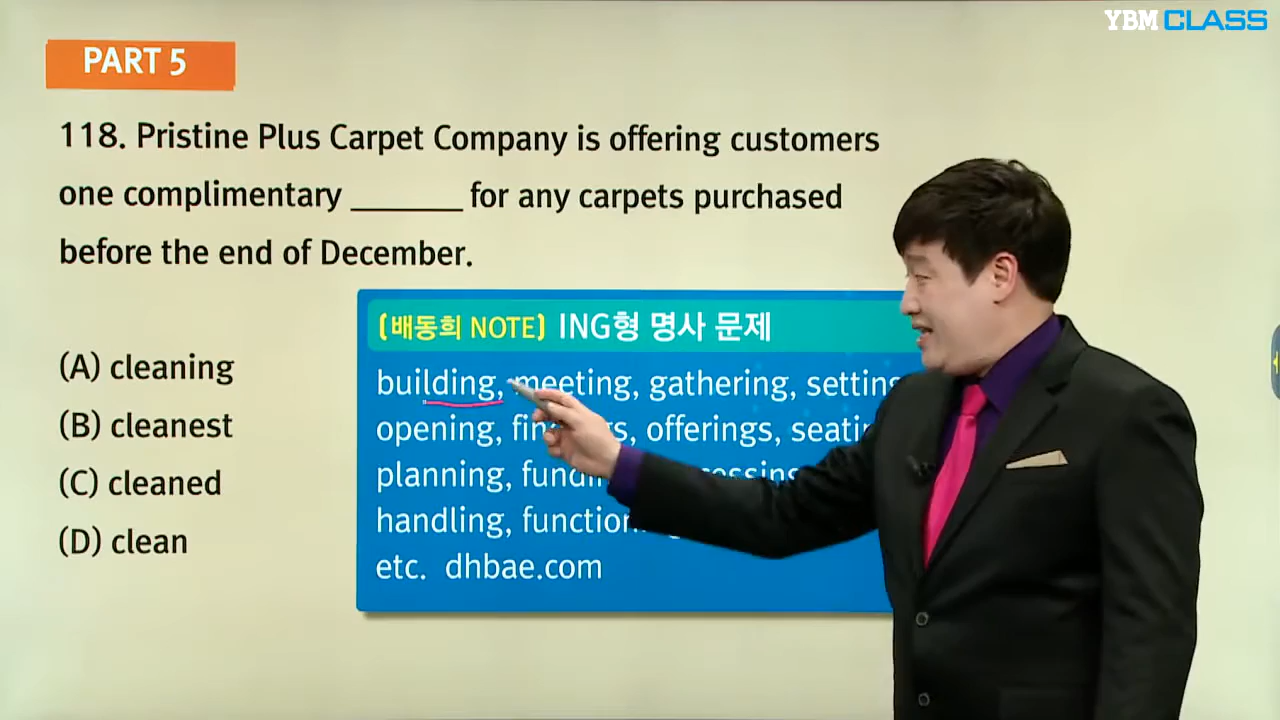 YBM CLASS
PART 5
118. Pristine Plus Carpet Company is offering customers
one complimentary _______ for any carpets purchased
before the end of December.
(A) cleaning
(B) cleanest
(C) cleaned
(D) clean
[배동희 NOTE] ING형 명사 문제
building, meeting, gathering,
opening, offerings,
planning,
handling,
etc. dhbae.com